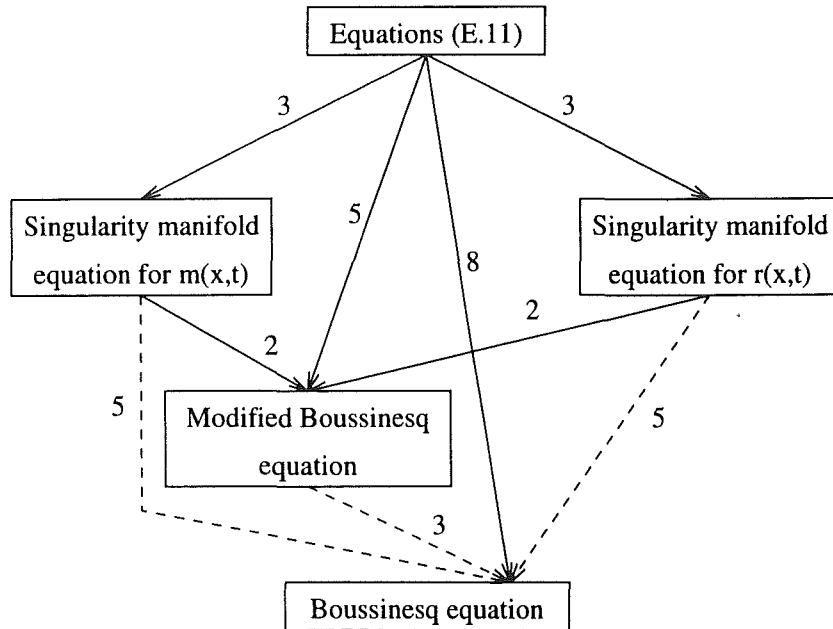 Equations (E.11)
3
3
Singularity manifold
equation for m(x,t)
5
8
Singularity manifold
equation for r(x,t)
2
2
5
Modified Boussinesq
equation
5
3
Boussinesq equation